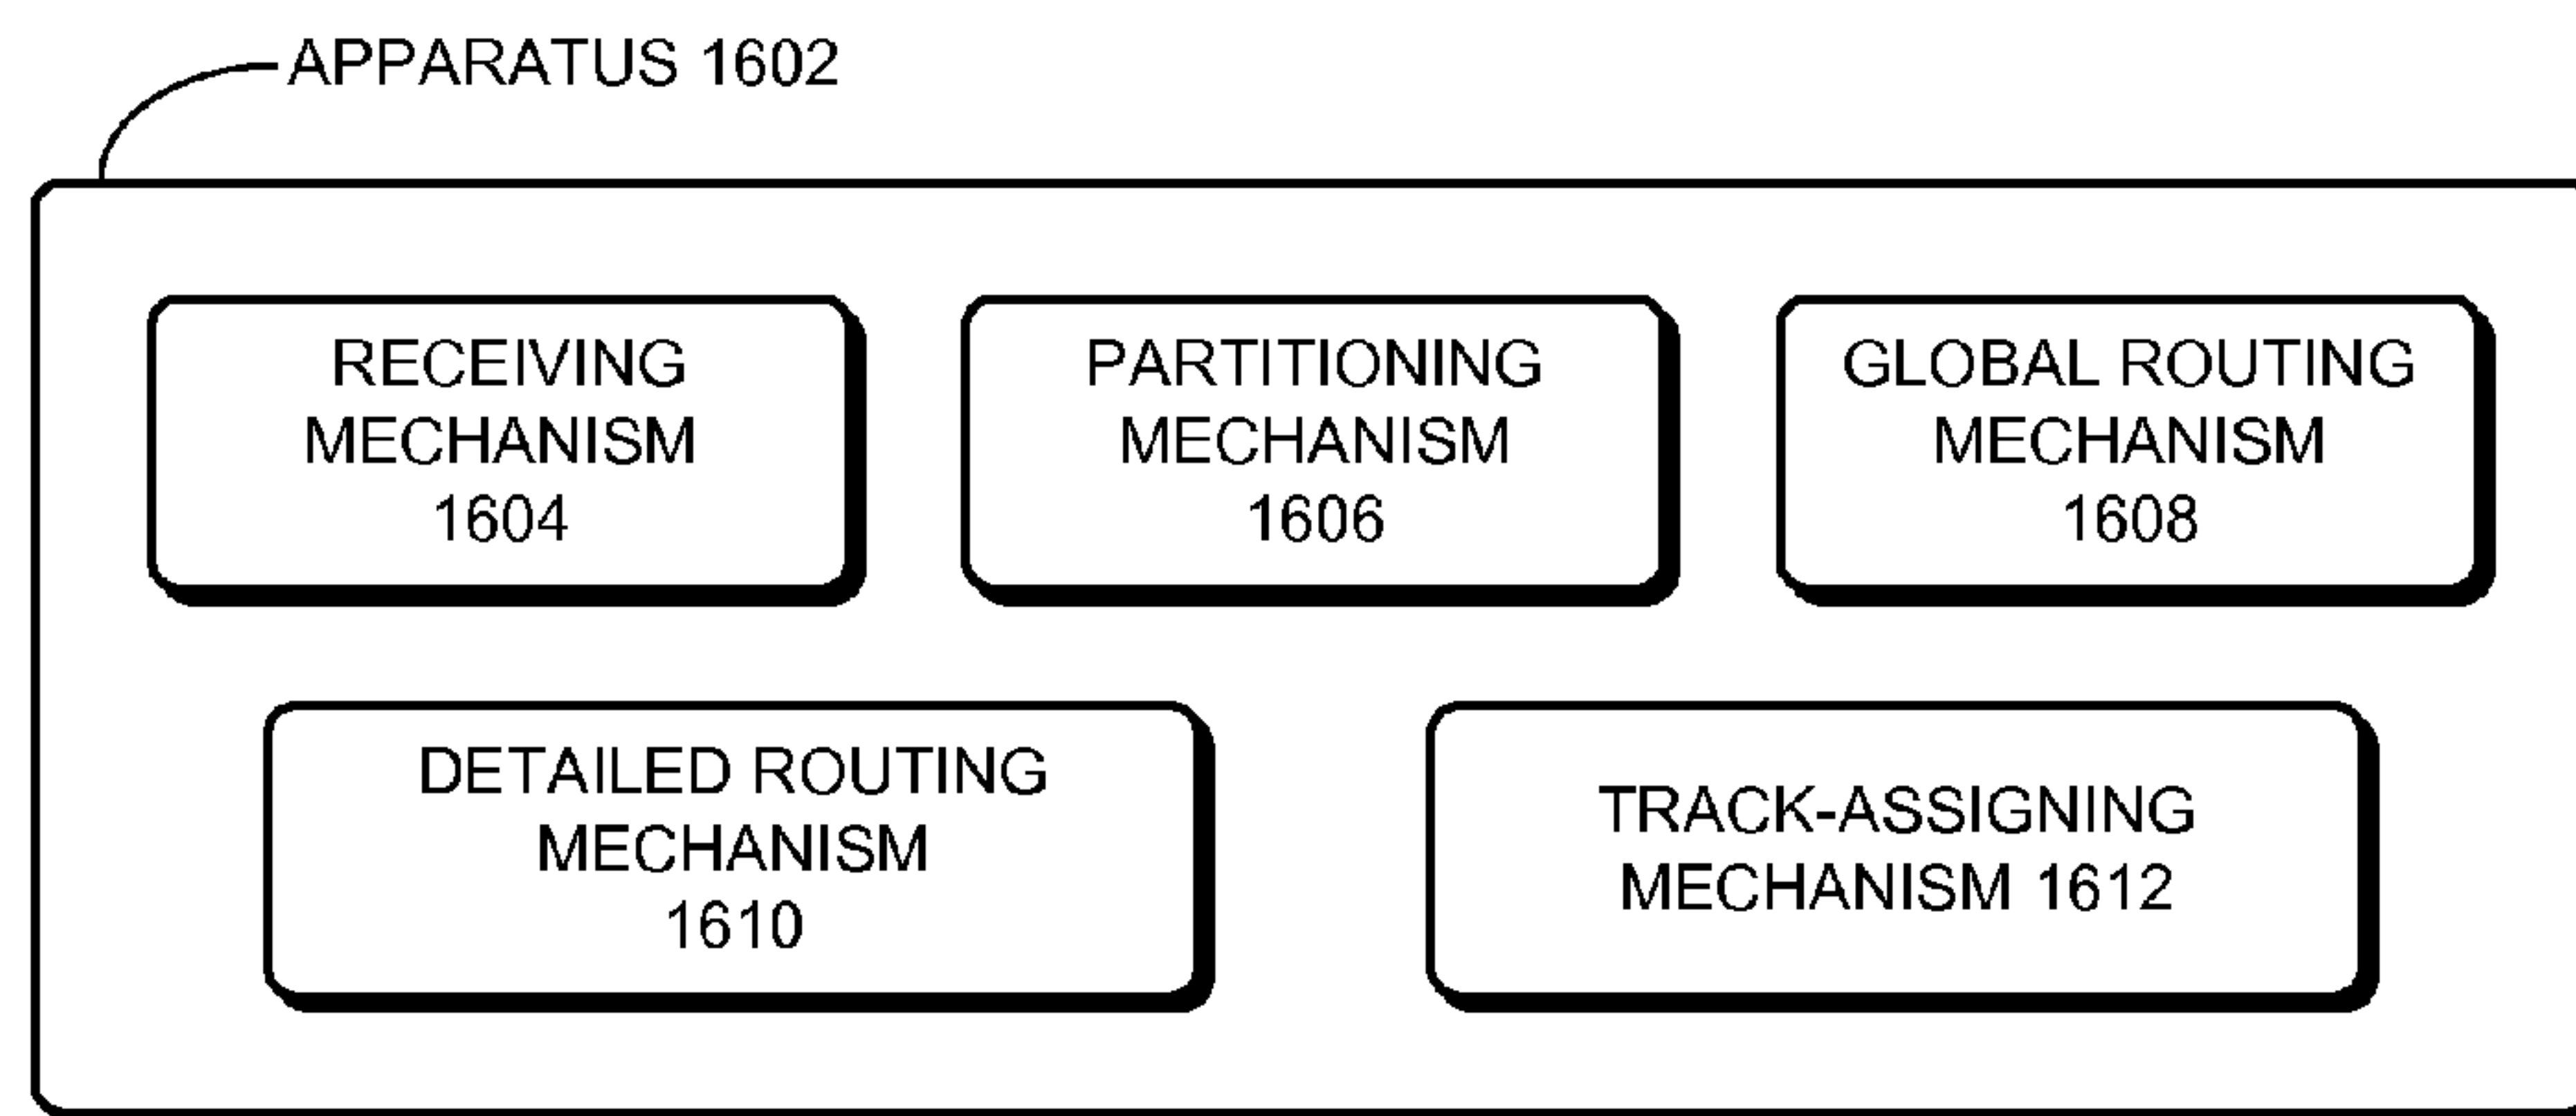 APPARATUS 1602
RECEIVING
MECHANISM
1604
PARTITIONING
MECHANISM
1606
GLOBAL ROUTING
MECHANISM
1608
DETAILED ROUTING
MECHANISM
1610
TRACK-ASSIGNING
MECHANISM 1612